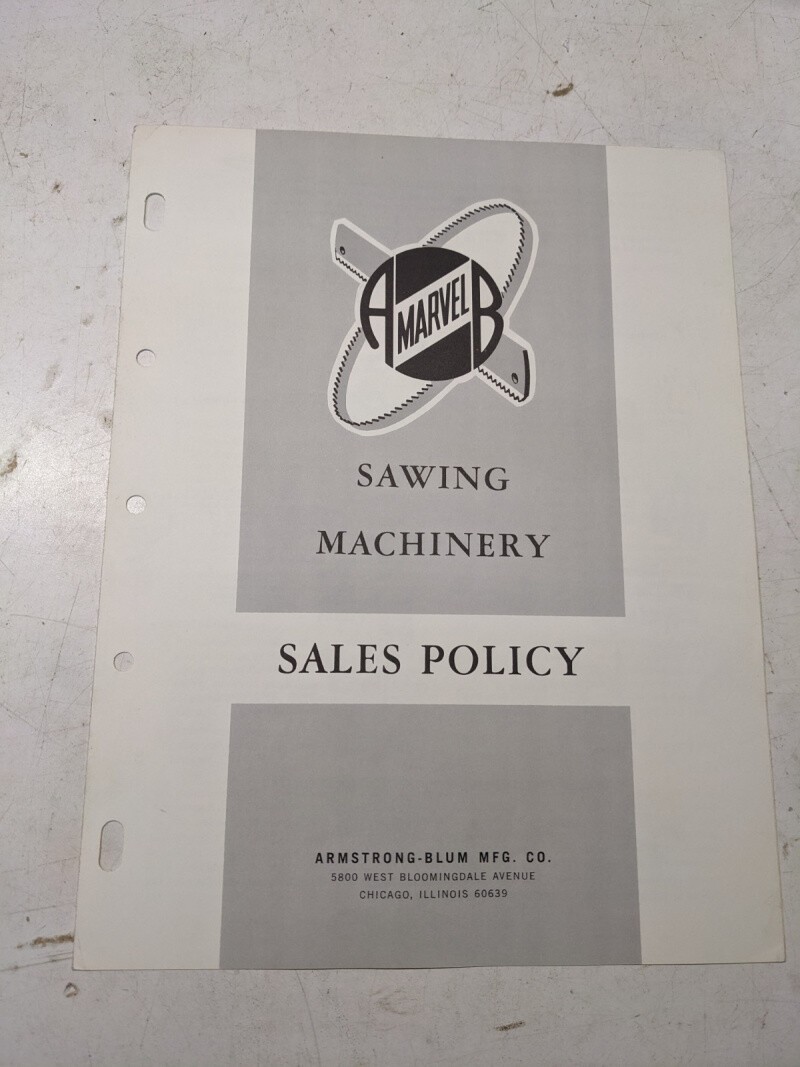 A MARVEL B
SAWING
MACHINERY
SALES POLICY
ARMSTRONG-BLUM MFG. CO.
5800 WEST BLOOMINGDALE AVENUE
CHICAGO, ILLINOIS 60639